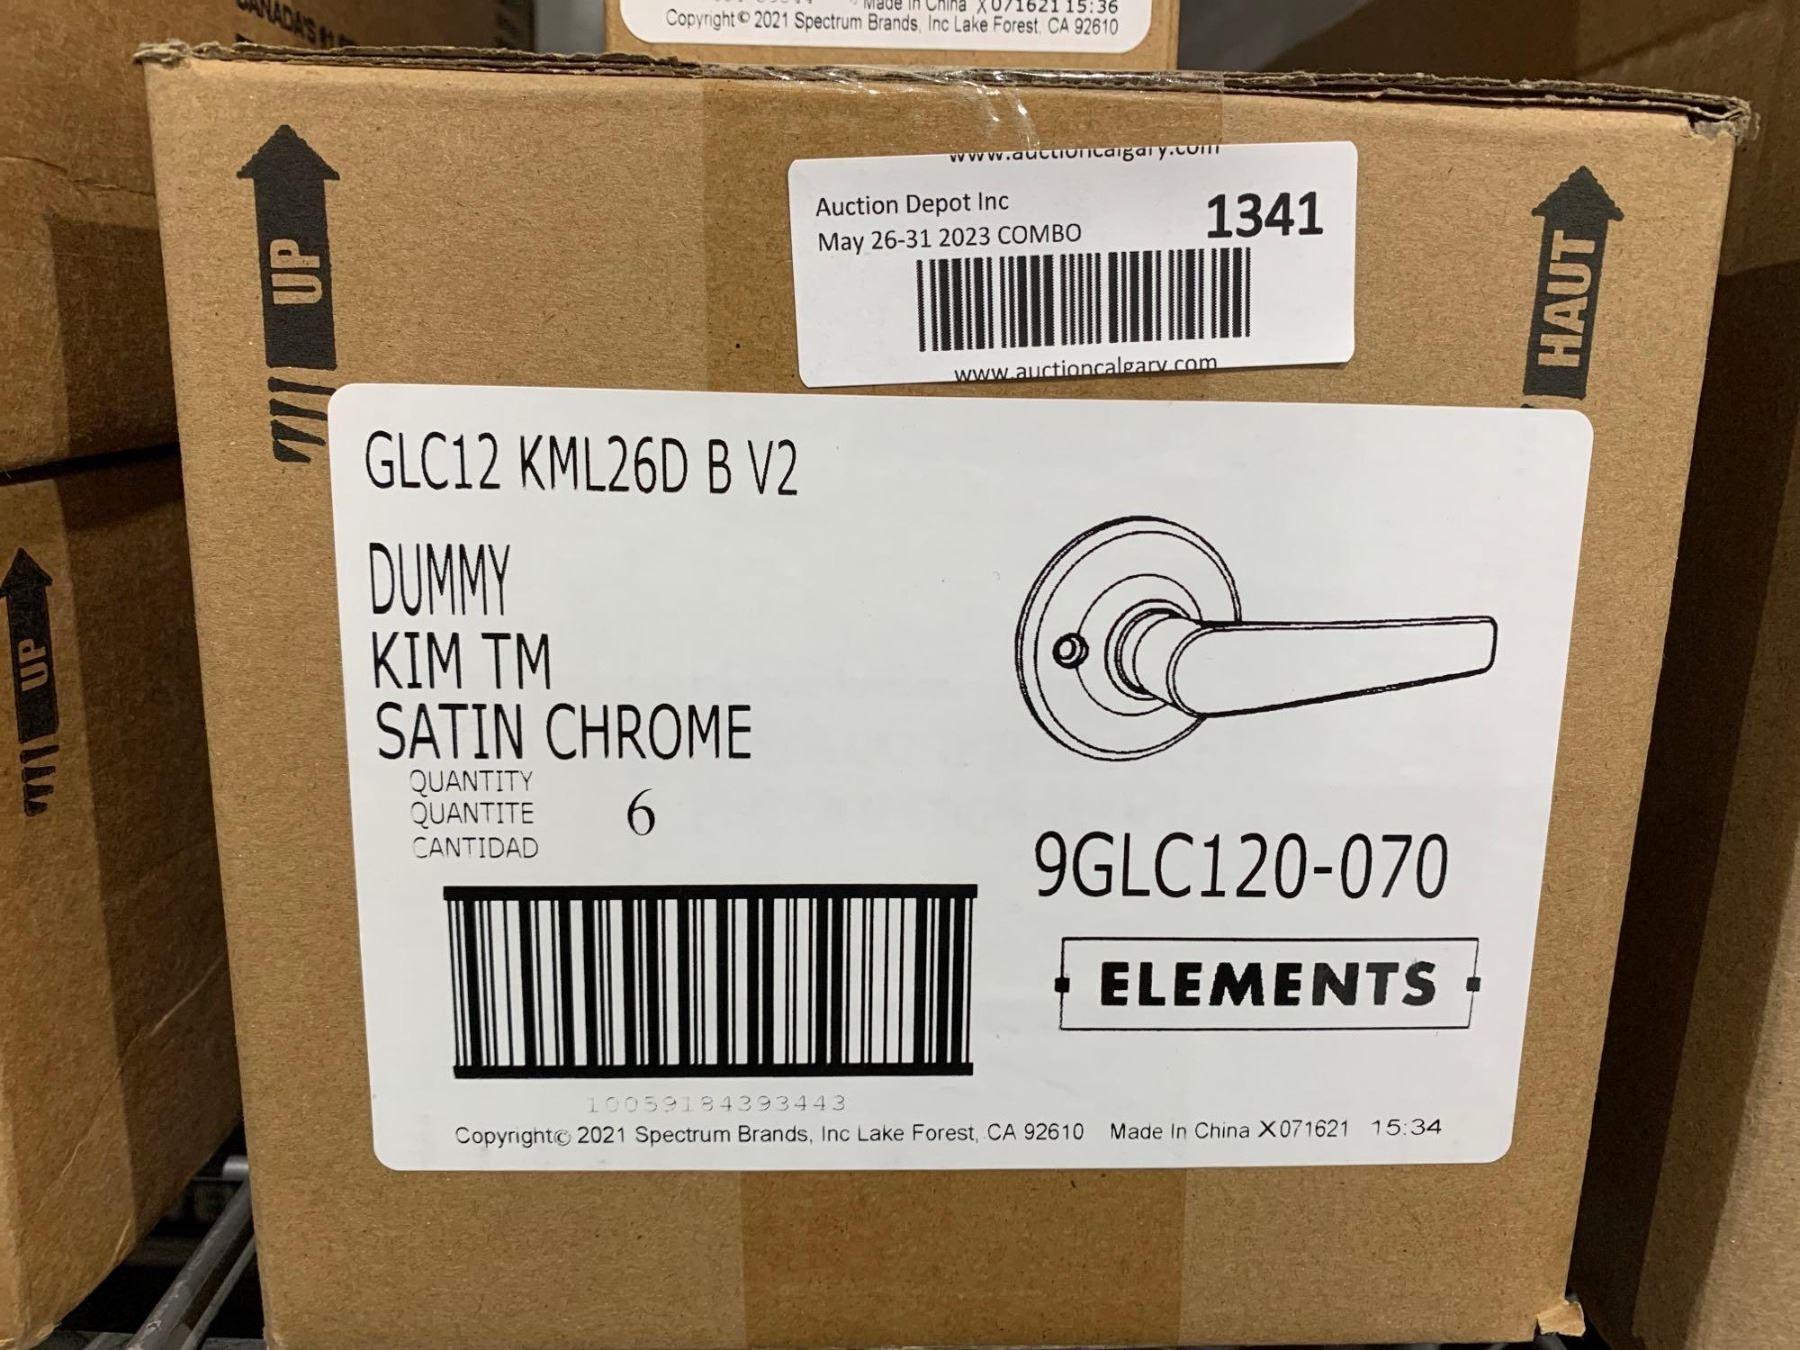 CANADA'S #1
Made In China X071621 15:36
Copyright© 2021 Spectrum Brands, Inc Lake Forest, CA 92610
www.auctioncalgary.com
Auction Depot Inc
1341
May 26-31 2023 COMBO
www.auctioncalgary.com
UP
HAUT
UP
GLC12 KML26D B V2
DUMMY
KIM TM
SATIN CHROME
QUANTITY
QUANTITE
CANTIDAD
6
9GLC120-070
ELEMENTS
10059184393443
Copyright© 2021 Spectrum Brands, Inc Lake Forest, CA 92610 Made In China X071621 15:34